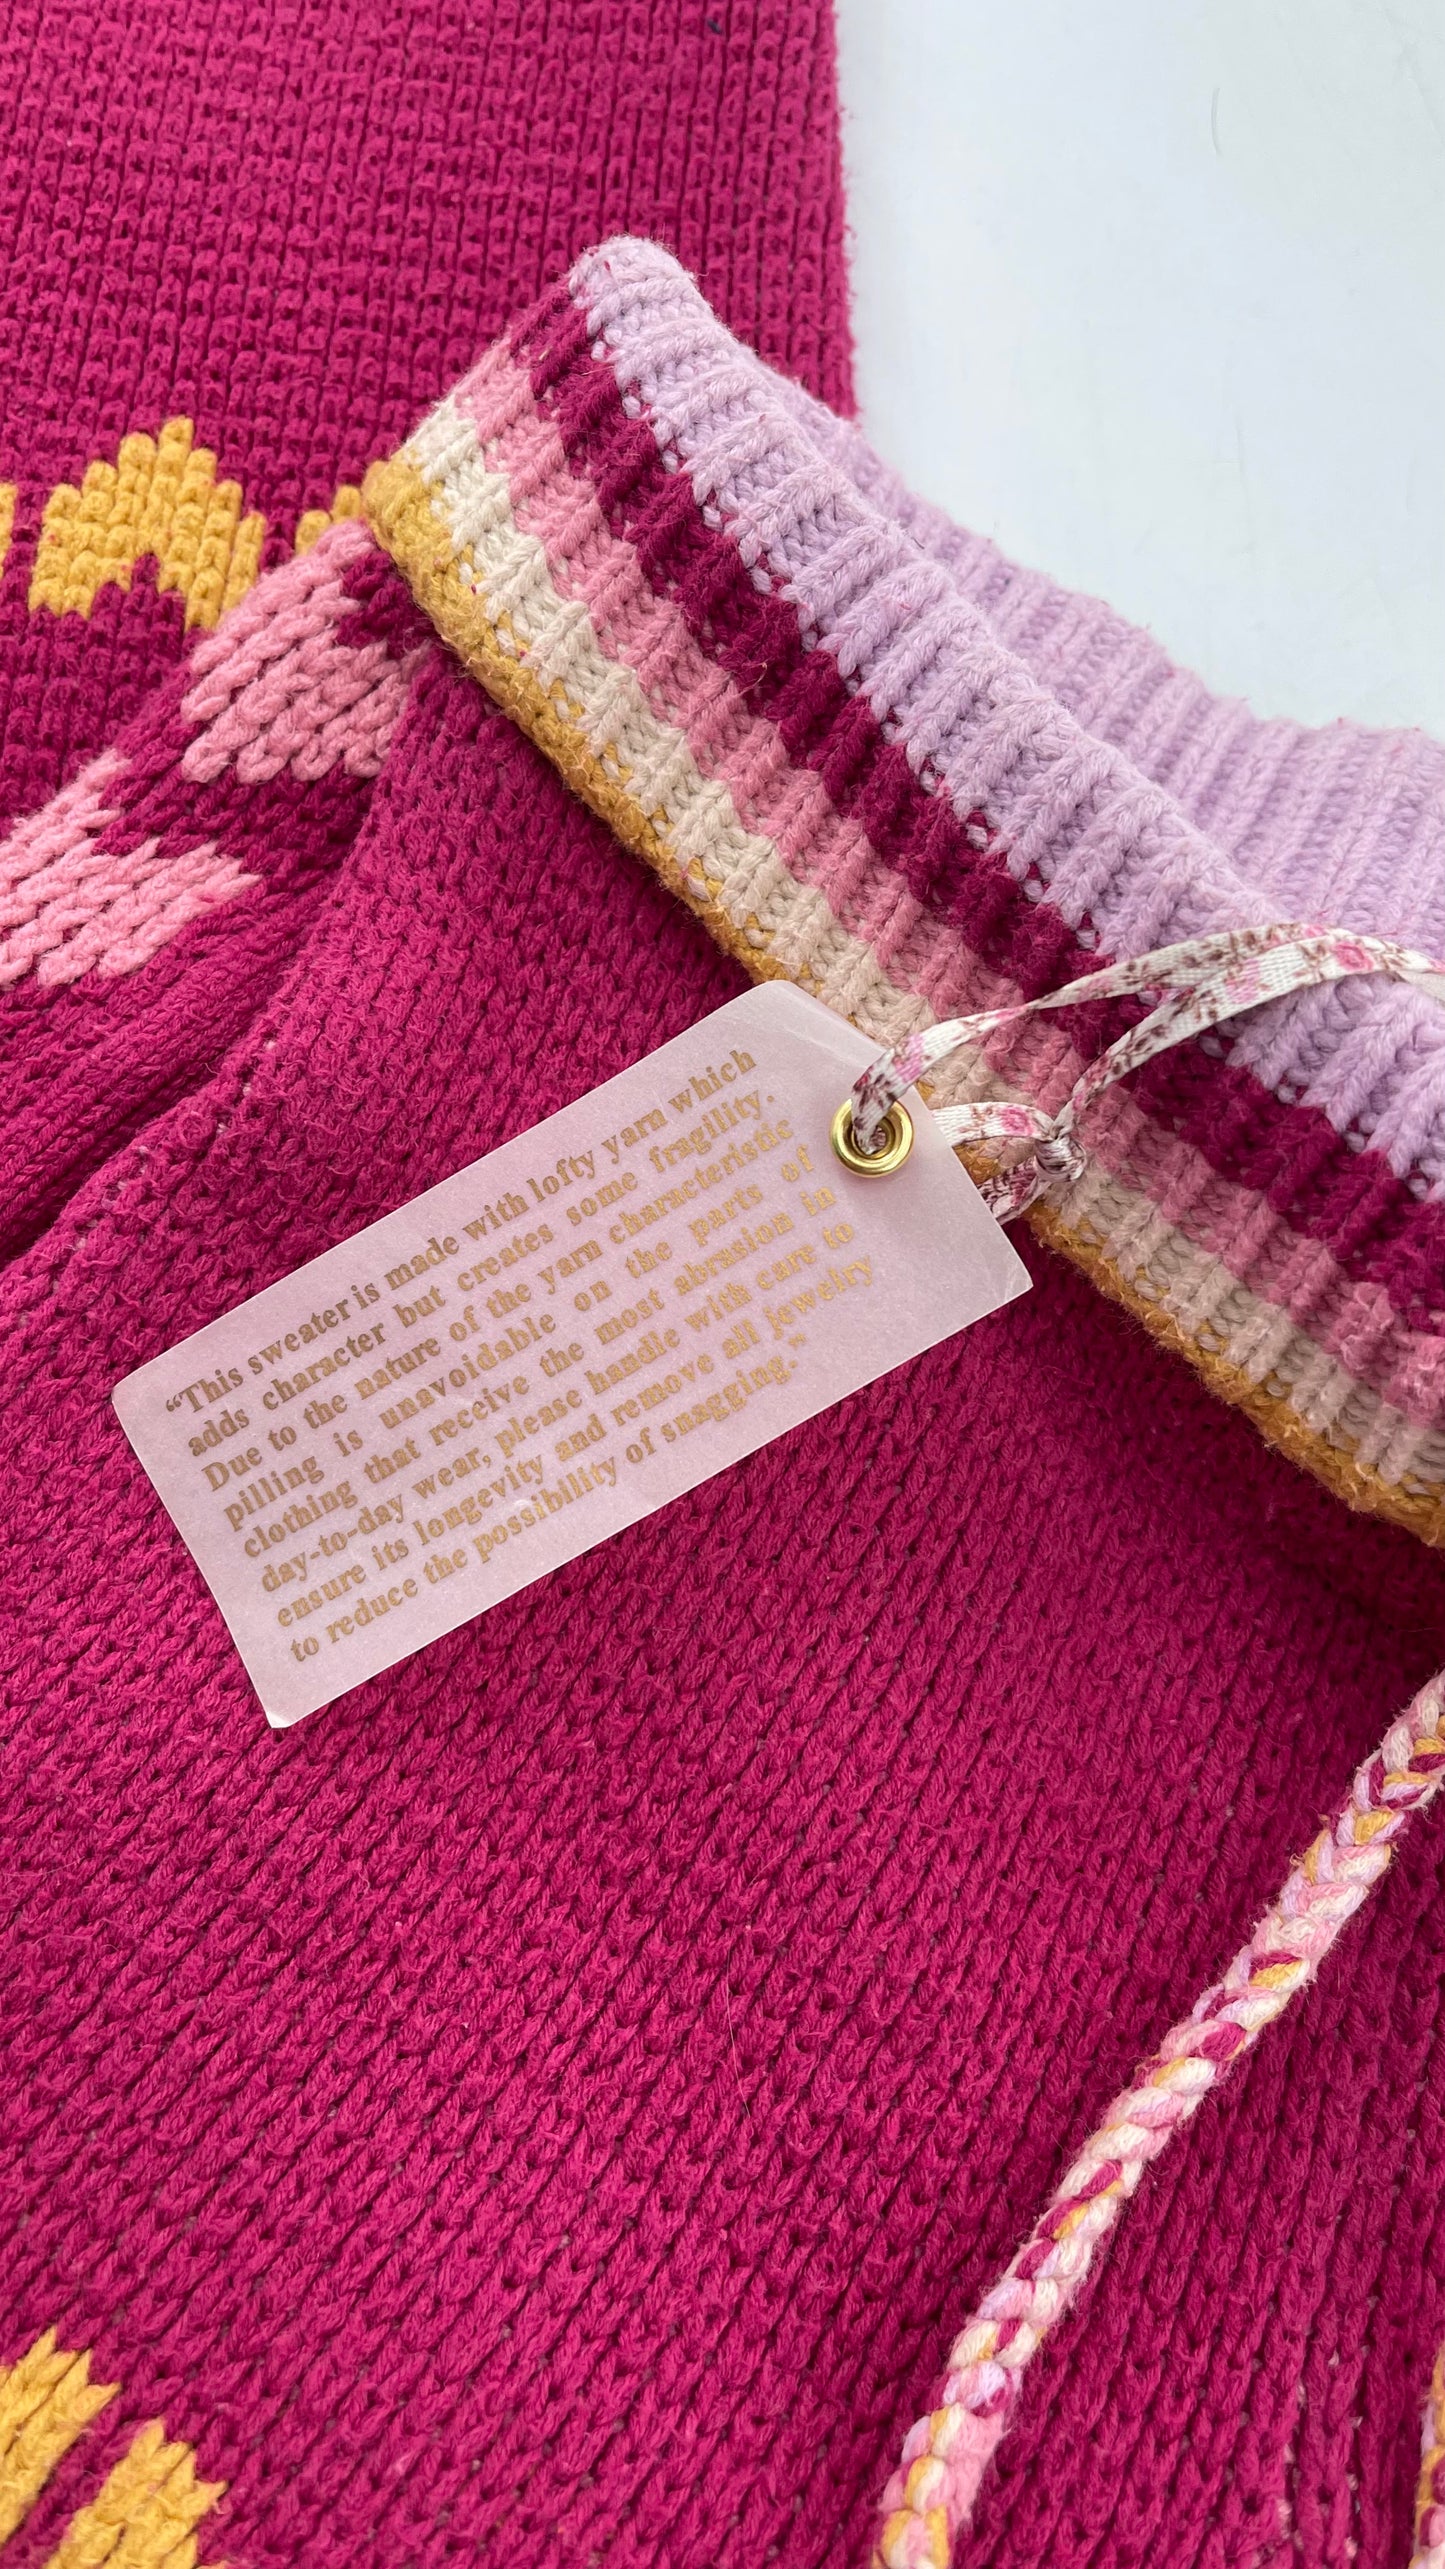 “This sweater is made with lofty yarn which
adds character but creates some fragility.
Due to the nature of the yarn characteristic
pilling is unavoidable on the parts of
clothing that receive the most abrasion in
day-to-day wear, please handle with care to
ensure its longevity and remove all jewelry
to reduce the possibility of snagging.”